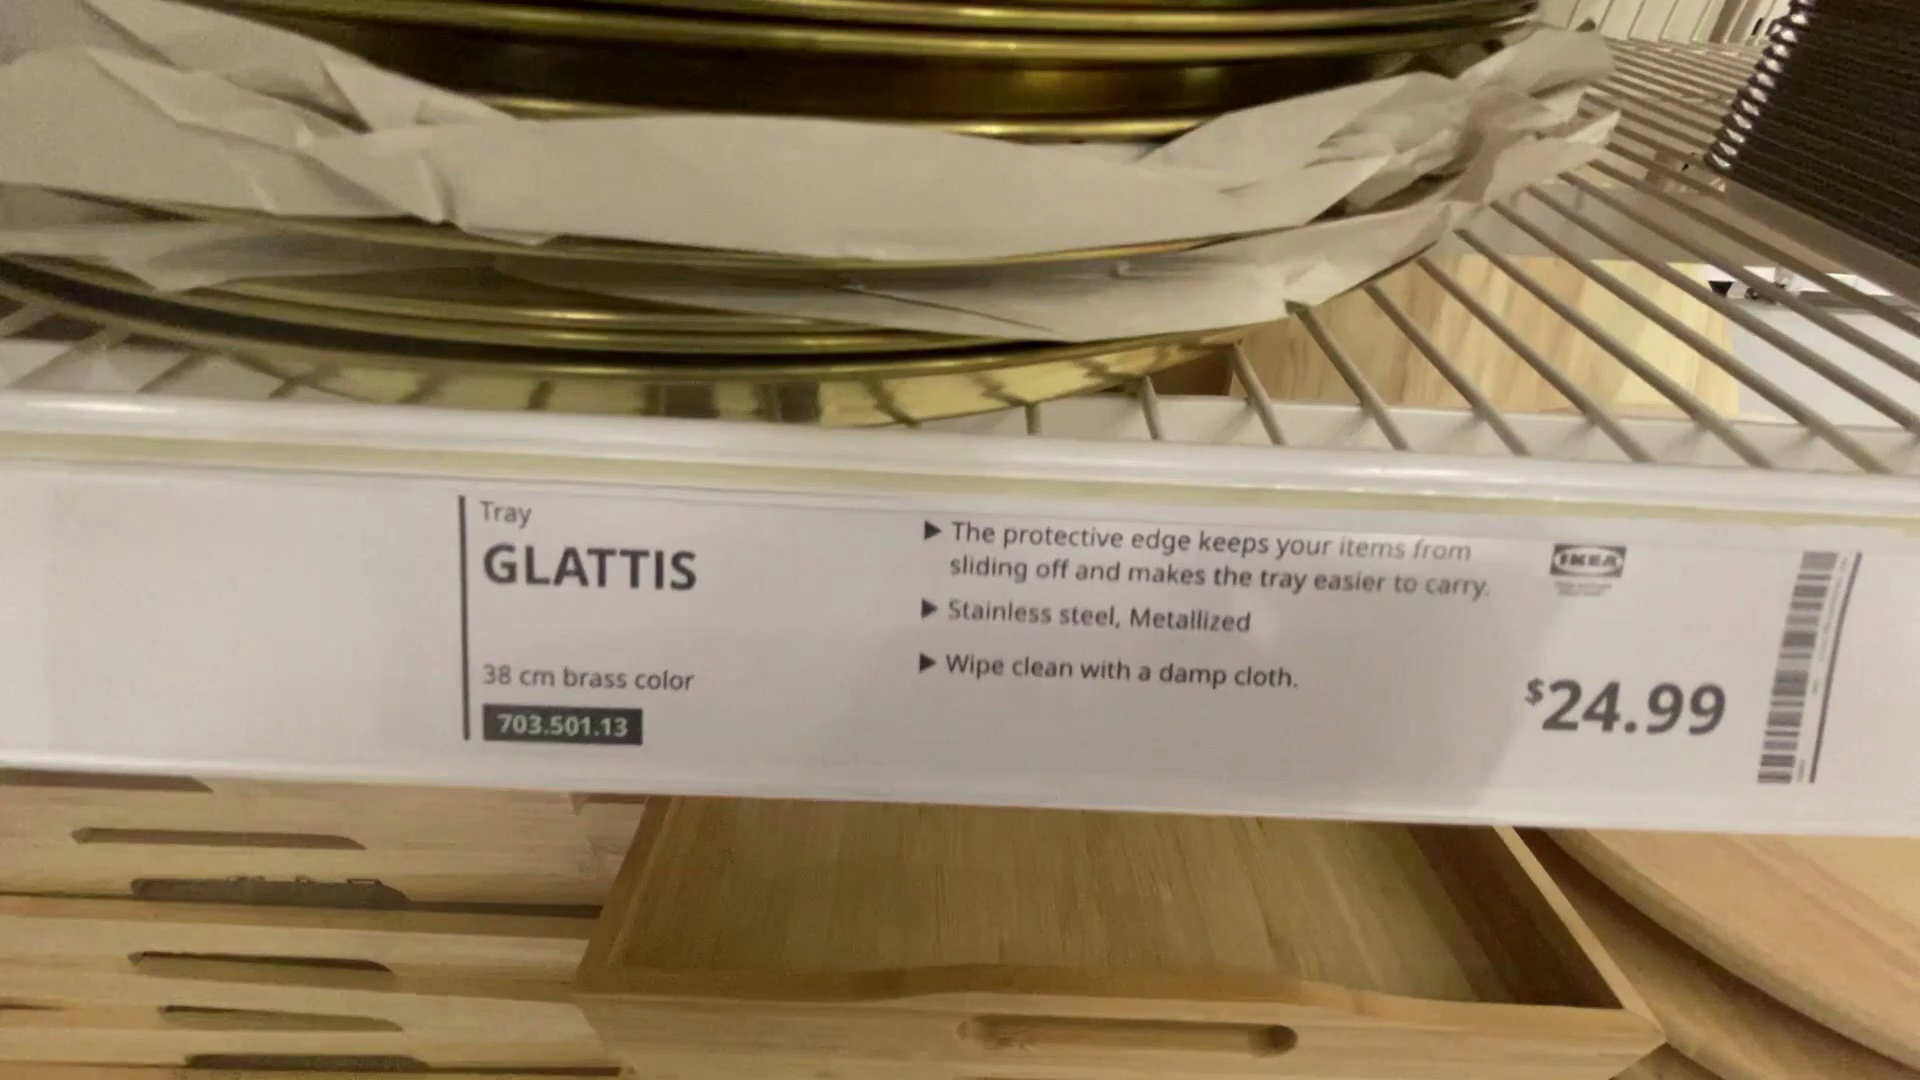 Tray
GLATTIS
38 cm brass color
703.501.13
▶ The protective edge keeps your items from
sliding off and makes the tray easier to carry.
▶ Stainless steel, Metallized
▶ Wipe clean with a damp cloth.
IKEA
$24.99